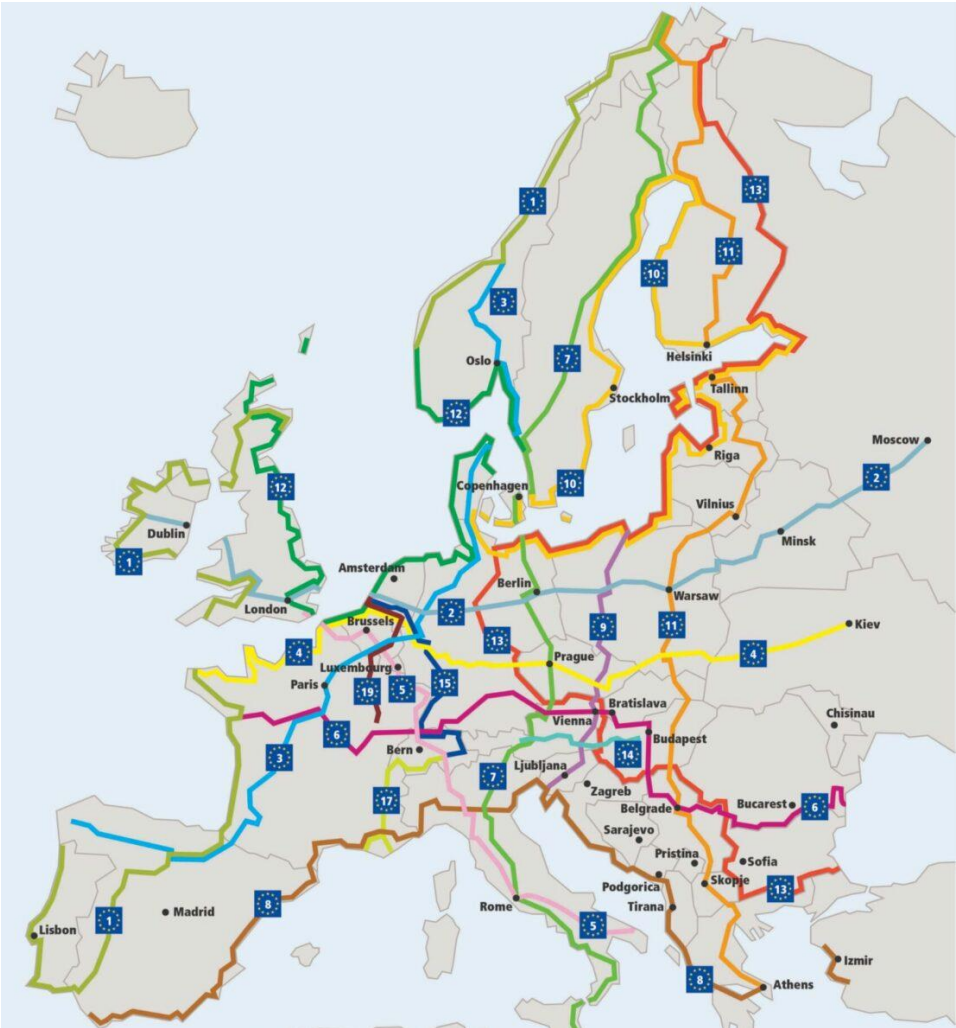 1
13
11
10
3
Oslo
Helsinki
7
Tallinn
Stockholm
12
Moscow
Riga
2
12
Copenhagen
10
Vilnius
Dublin
Minsk
1
Amsterdam
Berlin
Warsaw
London
2
Brussels
9
11
Kiev
13
4
4
Prague
Luxembourg
Paris
19
5
15
Bratislava
Chisinau
Vienna
6
Budapest
Bern
3
14
Ljubljana
7
Zagreb
17
Belgrade
Bucarest
6
Sarajevo
Pristina
Sofia
Skopje
13
Podgorica
8
Rome
Tirana
Madrid
1
Lisbon
5
Izmir
8
Athens